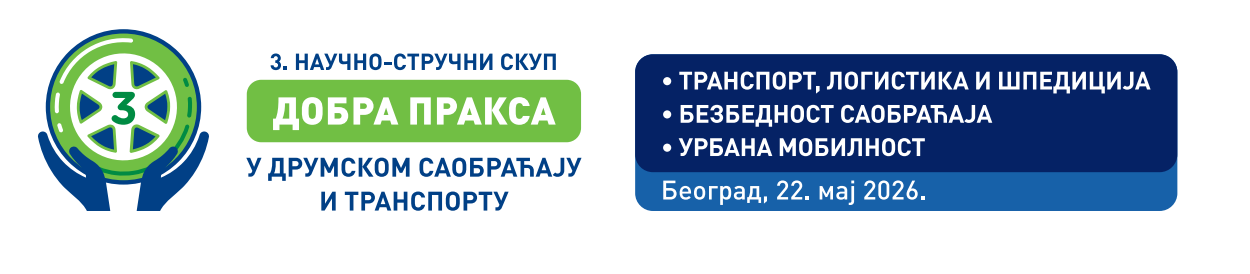 3
3. НАУЧНО-СТРУЧНИ СКУП
ДОБРА ПРАКСА
У ДРУМСКОМ САОБРАЋАЈУ
И ТРАНСПОРТУ
• ТРАНСПОРТ, ЛОГИСТИКА И ШПЕДИЦИЈА
• БЕЗБЕДНОСТ САОБРАЋАЈА
• УРБАНА МОБИЛНОСТ
Београд, 22. мај 2026.